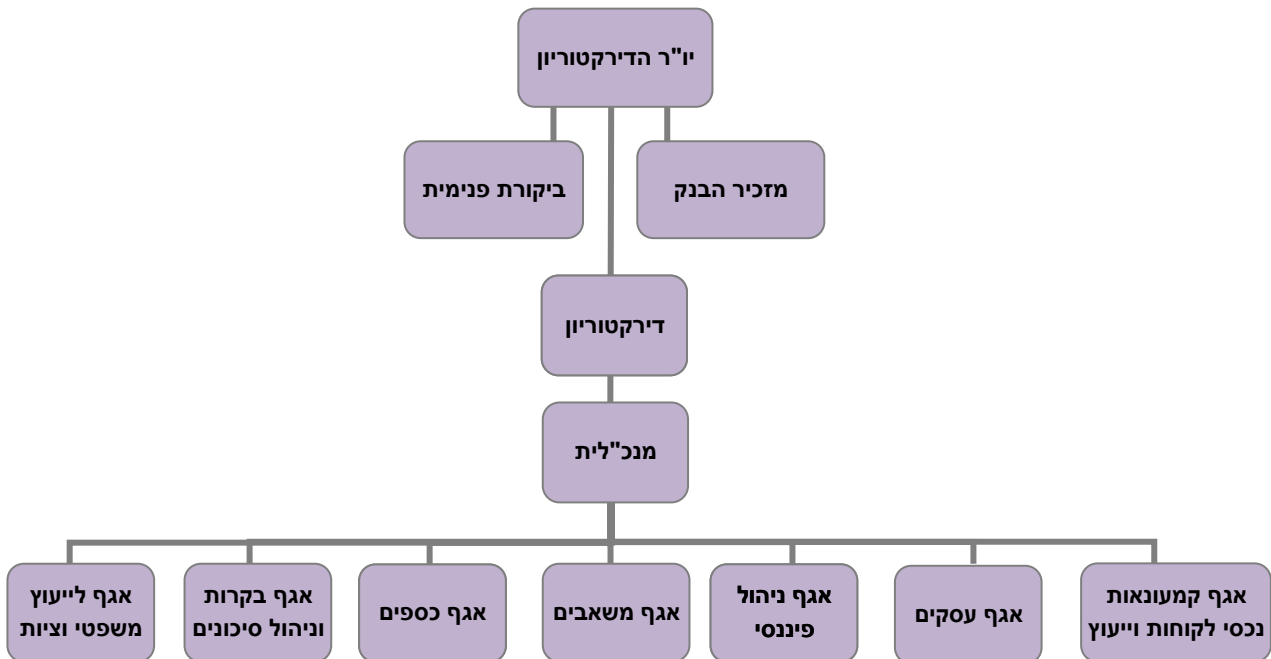 יו"ר הדירקטוריון
מזכיר הבנק
ביקורת פנימית
דירקטוריון
מנכ"לית
אגף קמעונאות
נכסי לקוחות וייעוץ
אגף עסקים
אגף ניהול
פיננסי
אגף משאבים
אגף כספים
אגף בקרות
וניהול סיכונים
אגף לייעוץ
משפטי וציות